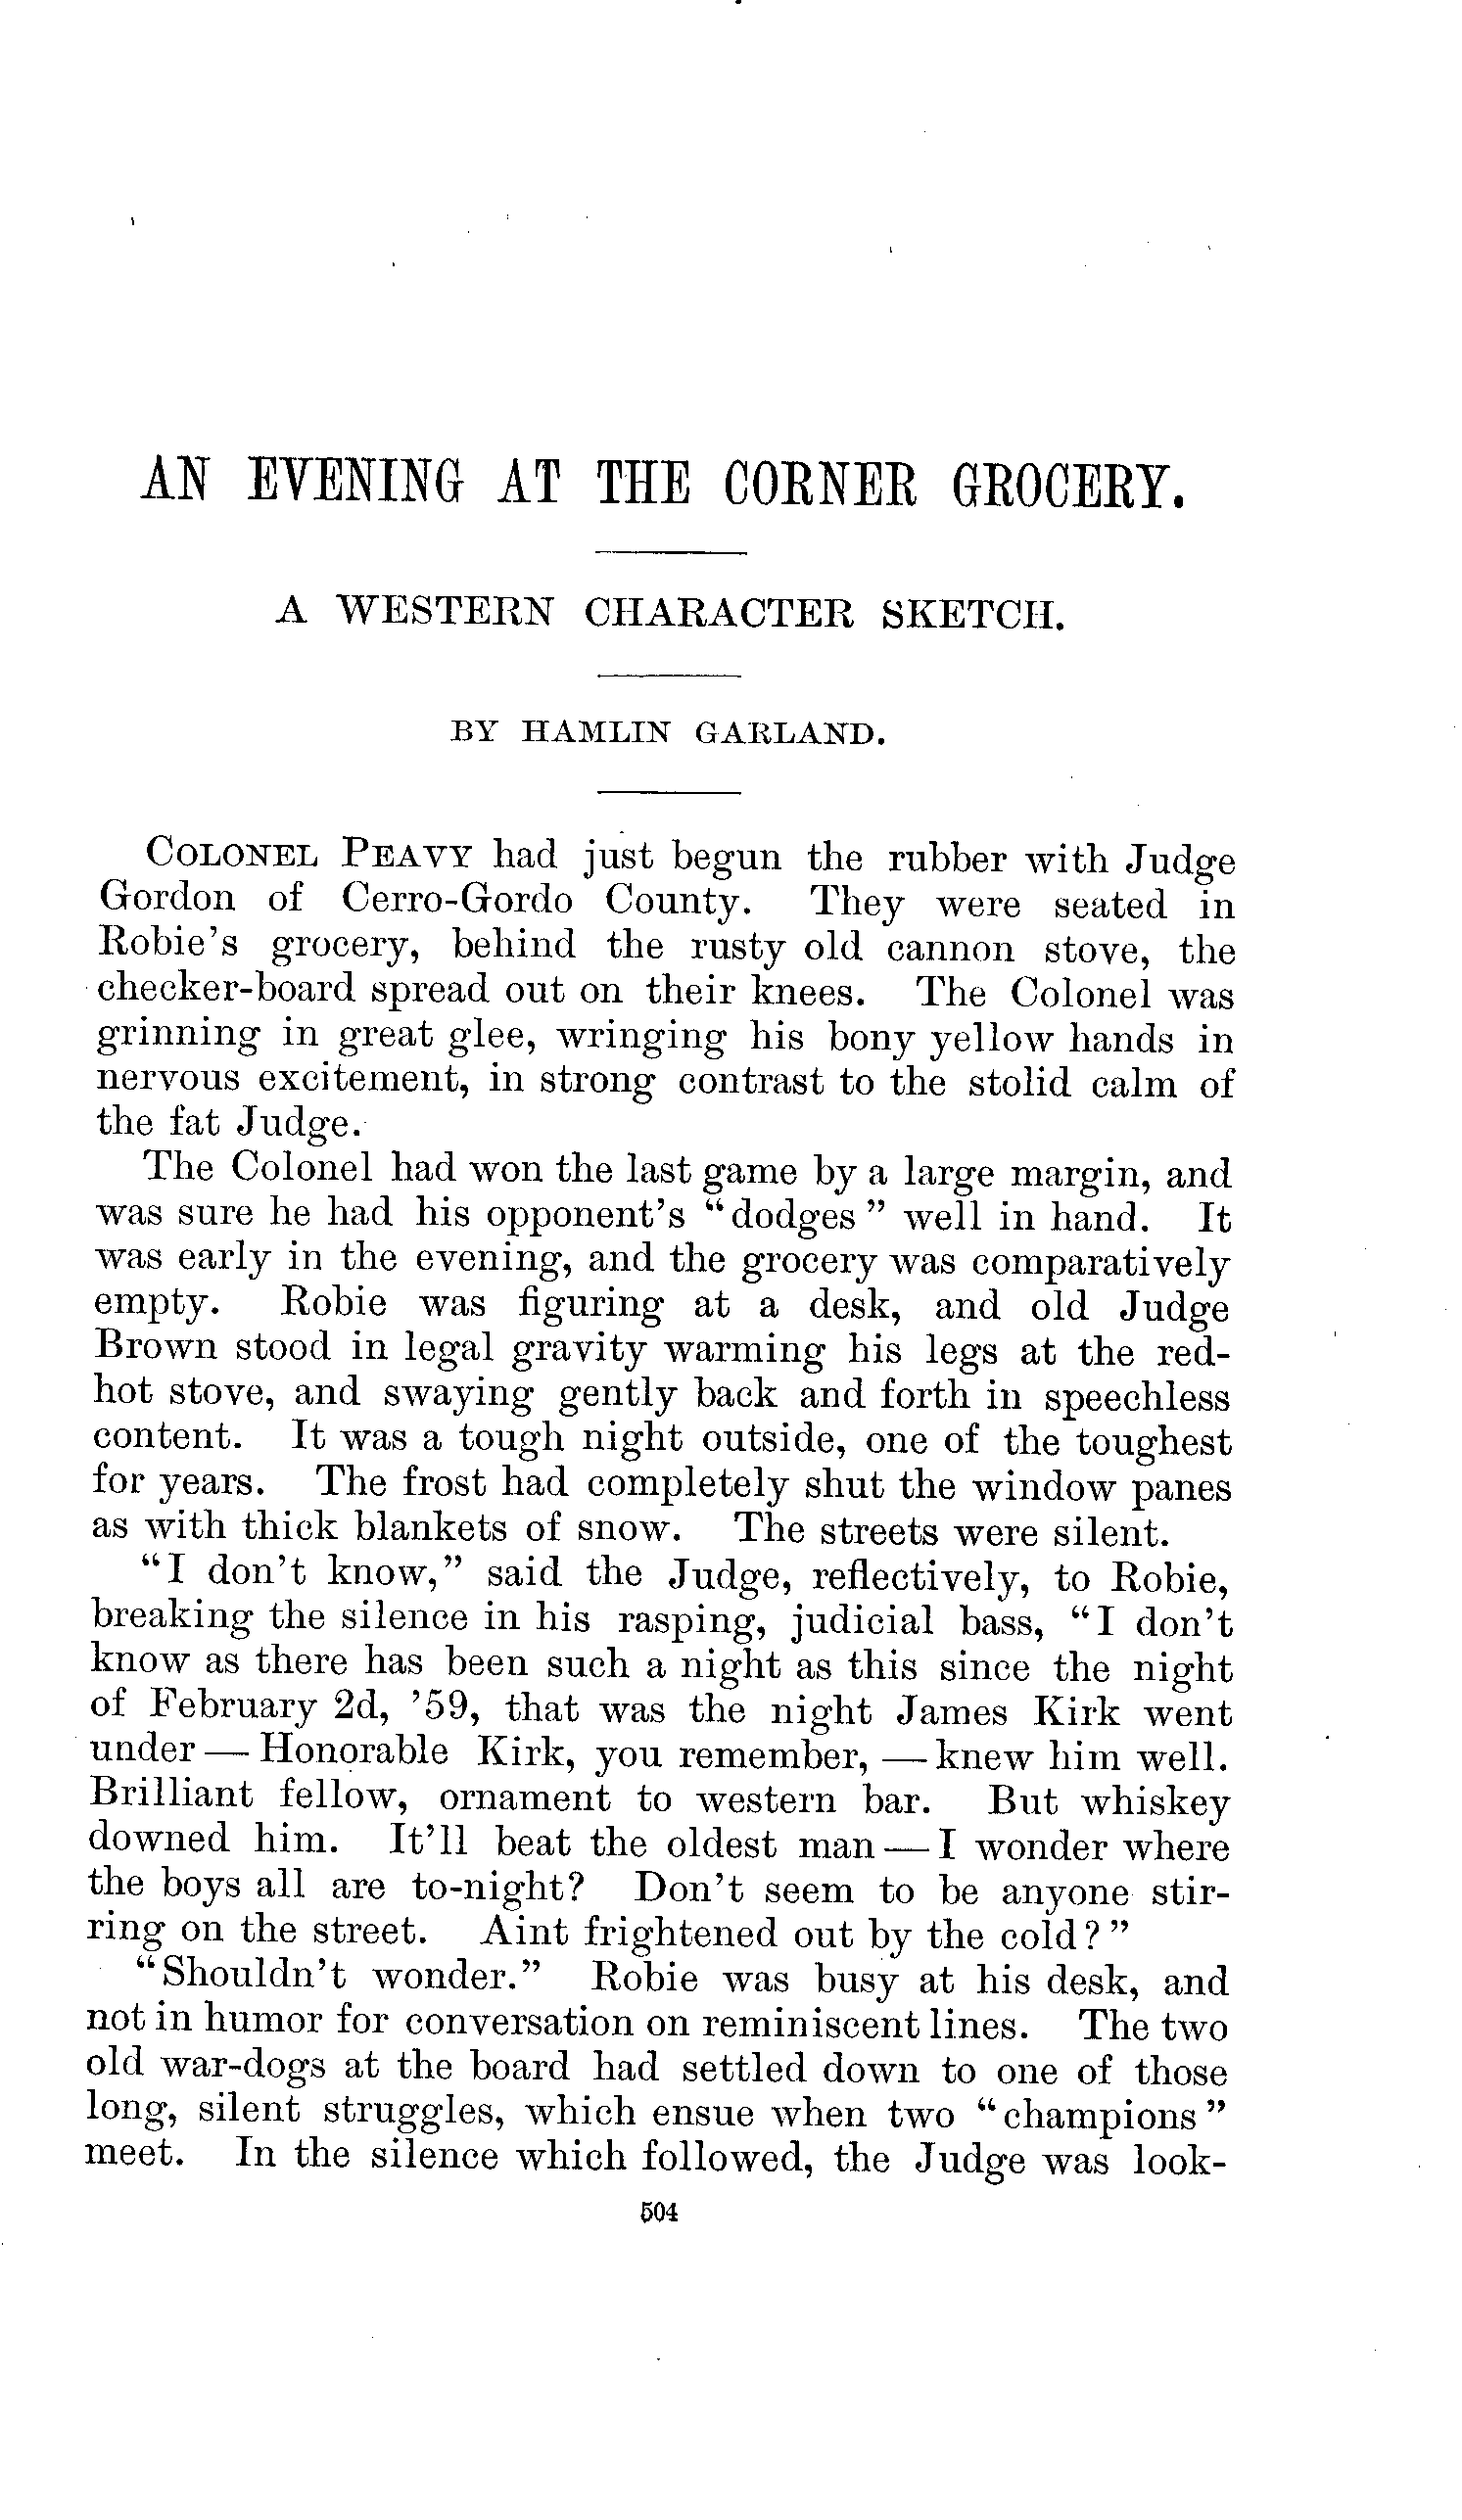 AN EVENING AT THE CORNER GROCERY.
A WESTERN CHARACTER SKETCH.
BY HAMLIN GARLAND.
COLONEL PEAVY had just begun the rubber with Judge
Gordon of Cerro-Gordo County. They were seated in
Robie's grocery, behind the rusty old cannon stove, the
checker-board spread out on their knees. The Colonel was
grinning in great glee, wringing his bony yellow hands in
nervous excitement, in strong contrast to the stolid calm of
the fat Judge.
The Colonel had won the last game by a large margin, and
was sure he had his opponent's "dodges" well in hand. It
was early in the evening, and the grocery was comparatively
empty. Robie was figuring at a desk, and old Judge
Brown stood in legal gravity warming his legs at the red-
hot stove, and swaying gently back and forth in speechless
content. It was a tough night outside, one of the toughest
for years. The frost had completely shut the window panes
as with thick blankets of snow. The streets were silent.
"I don't know," said the Judge, reflectively, to Robie,
breaking the silence in his rasping, judicial bass, "I don't
know as there has been such a night as this since the night
of February 2d, '59, that was the night James Kirk went
under — Honorable Kirk, you remember, — knew him well.
Brilliant fellow, ornament to western bar. But whiskey
downed him. It'll beat the oldest man — I wonder where
the boys all are to-night? Don't seem to be anyone stir-
ring on the street. Aint frightened out by the cold?"
"Shouldn't wonder." Robie was busy at his desk, and
not in humor for conversation on reminiscent lines. The two
old war-dogs at the board had settled down to one of those
long, silent struggles, which ensue when two "champions"
meet. In the silence which followed, the Judge was look-
504